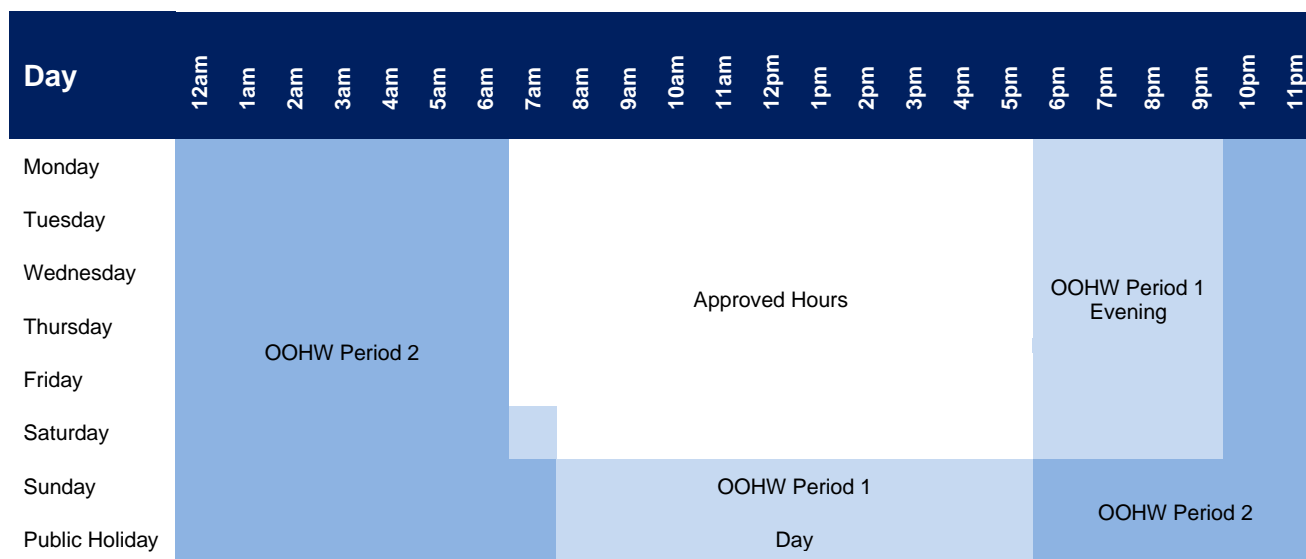 Day 12am 1am 2am 3am 4am 5am 6am 7am 8am 9am 10am 11am 12pm 1pm 2pm 3pm 4pm 5pm 6pm 7pm 8pm 9pm 10pm 11pm
Monday
Tuesday
Wednesday
Thursday
Friday
Saturday
Sunday
Public Holiday
OOHW Period 2
Approved Hours
OOHW Period 1
Evening
OOHW Period 1
Day
OOHW Period 2